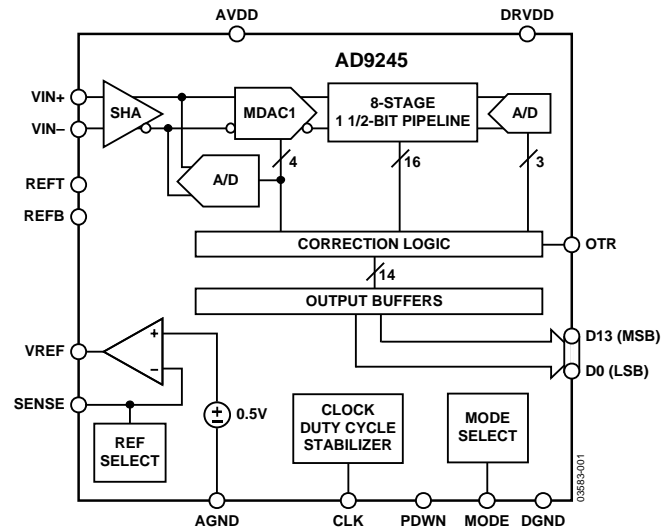 AVDD
DRVDD
AD9245
VIN+
VIN–
SHA
MDAC1
8-STAGE
1 1/2-BIT PIPELINE
A/D
A/D
4
16
3
REFT
REFB
CORRECTION LOGIC
OTR
14
OUTPUT BUFFERS
VREF
+
–
D13 (MSB)
D0 (LSB)
SENSE
REF
SELECT
+
–
0.5V
CLOCK
DUTY CYCLE
STABILIZER
MODE
SELECT
03583-001
AGND
CLK
PDWN
MODE
DGND